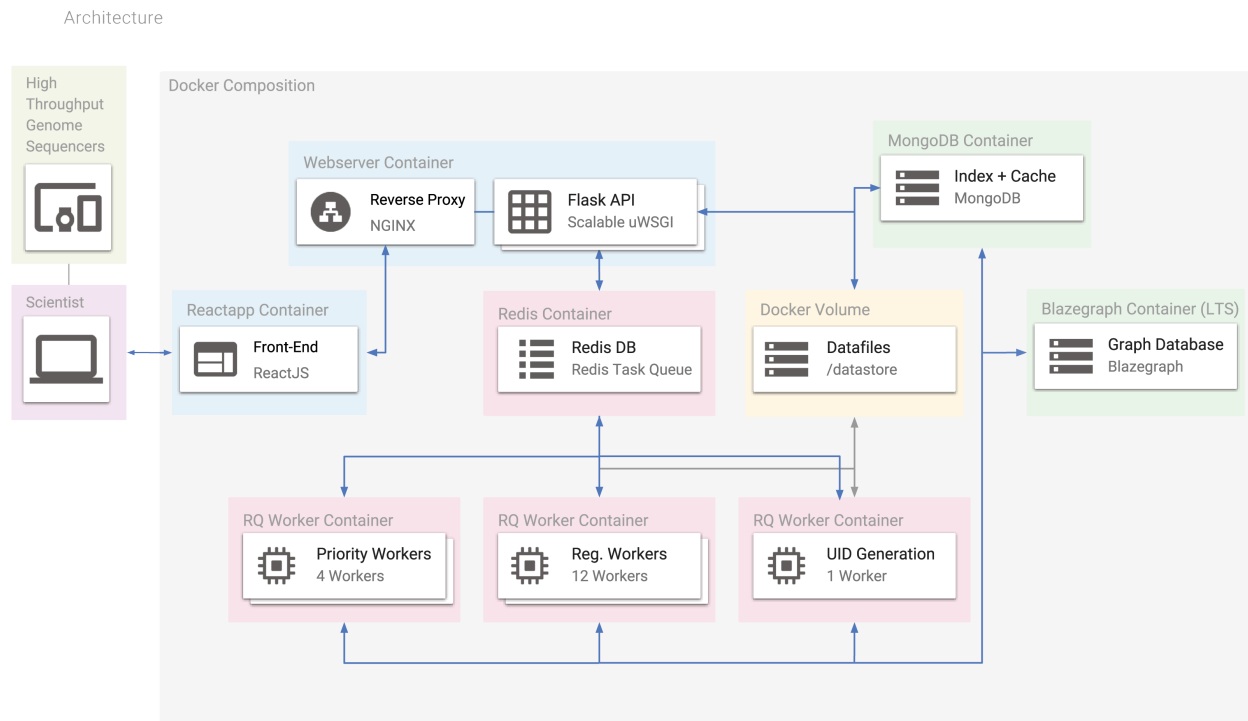 Architecture
High
Throughput
Genome
Sequencers
Scientist
Docker Composition
Webserver Container
Reverse Proxy
NGINX
Flask API
Scalable uWSGI
MongoDB Container
Index + Cache
MongoDB
Reactapp Container
Front-End
ReactJS
Redis Container
Redis DB
Redis Task Queue
Docker Volume
Datafiles
/datastore
Blazegraph Container (LTS)
Graph Database
Blazegraph
RQ Worker Container
Priority Workers
4 Workers
RQ Worker Container
Reg. Workers
12 Workers
RQ Worker Container
UID Generation
1 Worker